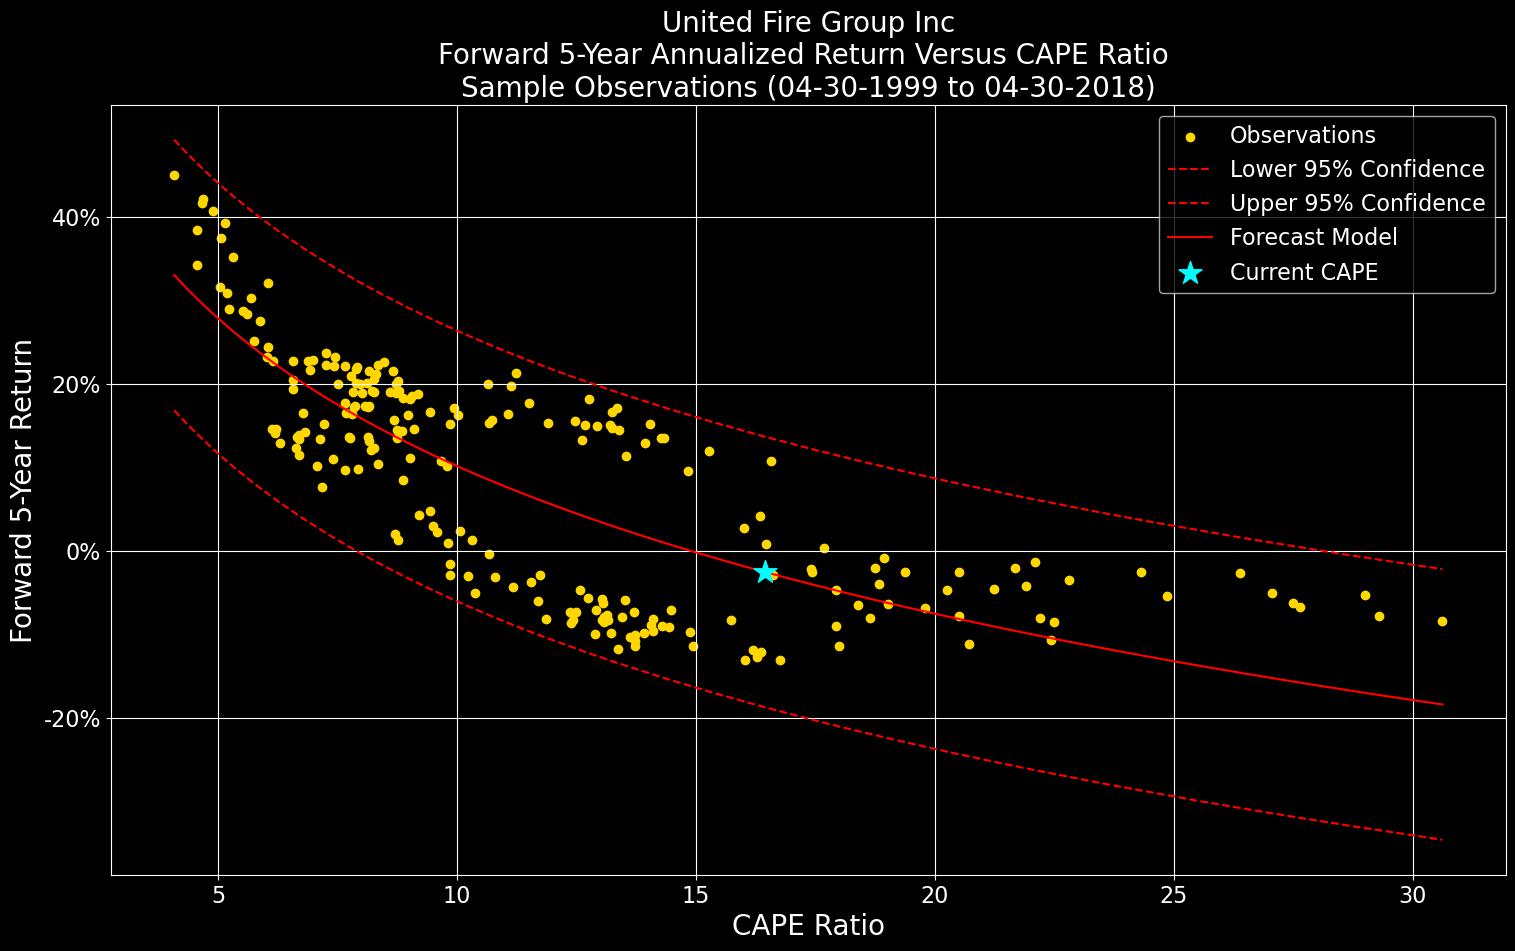 United Fire Group Inc
Forward 5-Year Annualized Return Versus CAPE Ratio
Sample Observations (04-30-1999 to 04-30-2018)
Observations
Lower 95% Confidence
Upper 95% Confidence
Forecast Model
Current CAPE
Forward 5-Year Return
40%
20%
0%
-20%
5
10
15
20
25
30
CAPE Ratio